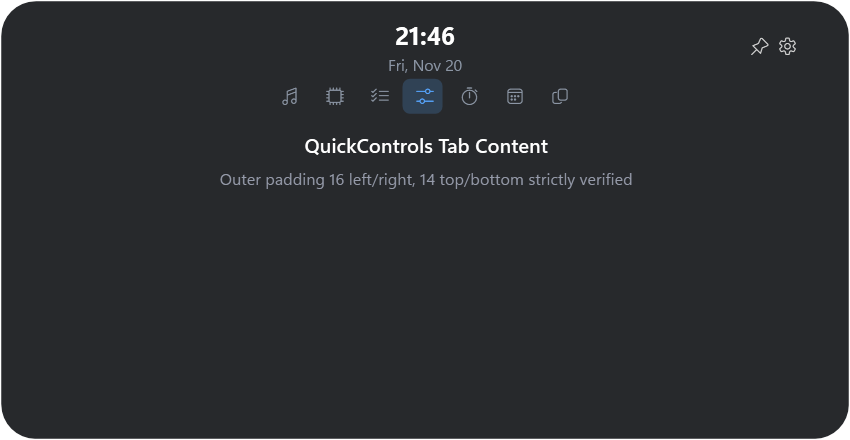 21:46
Fri, Nov 20
QuickControls Tab Content
Outer padding 16 left/right, 14 top/bottom strictly verified